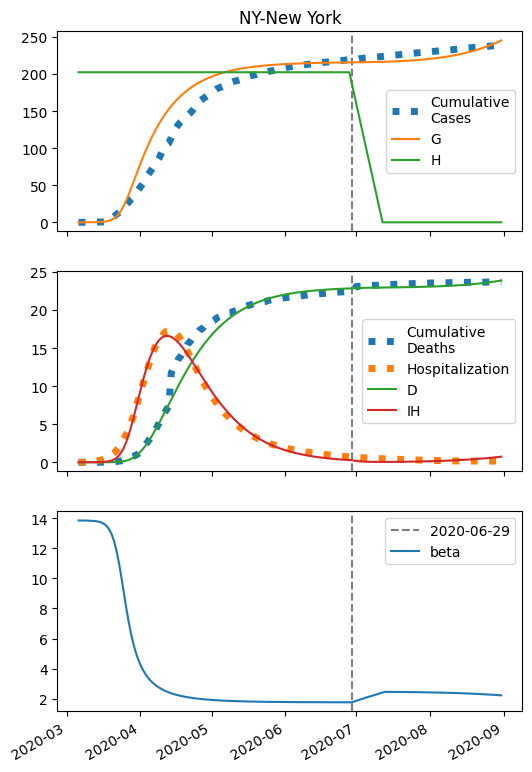 NY-New York
250
200
150
100
50
0
Cumulative
Cases
G
H
25
20
15
10
5
0
Cumulative
Deaths
Hospitalization
D
IH
14
12
10
8
6
4
2
2020-06-29
beta
2020-03 2020-04 2020-05 2020-06 2020-07 2020-08 2020-09